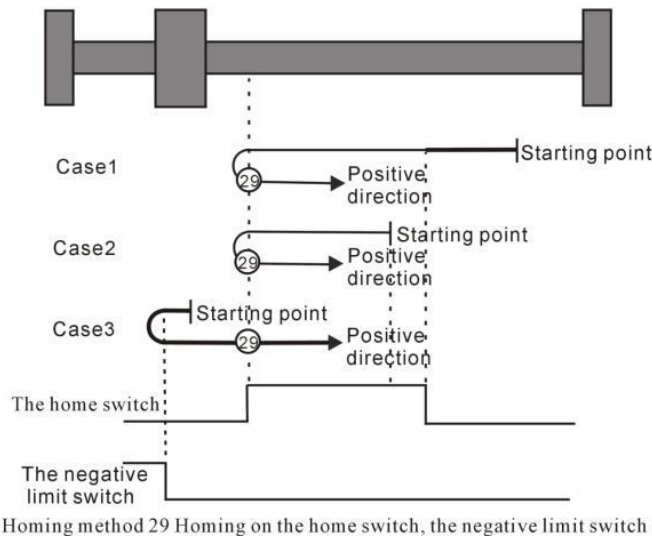 Starting point
Case1
29
Positive
direction
Starting point
Case2
29
Positive
direction
Starting point
Case3
29
Positive
direction
The home switch
The negative
limit switch
Homing method 29 Homing on the home switch, the negative limit switch